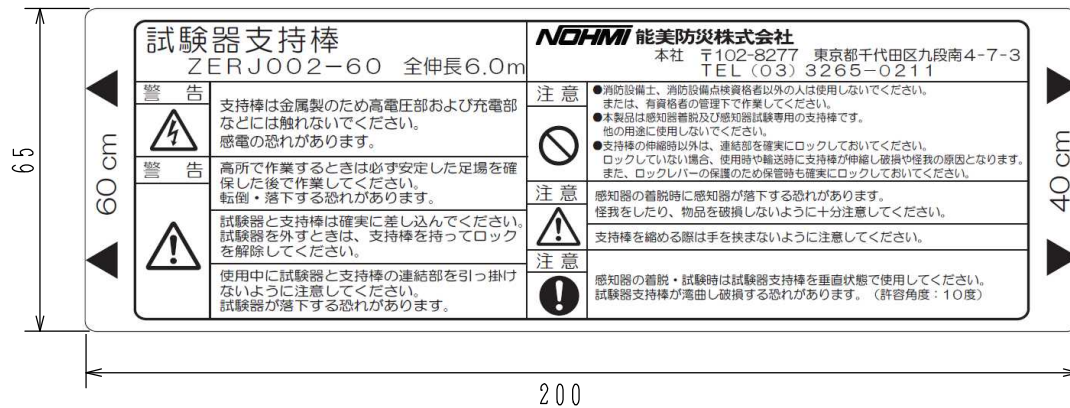 試験器支持棒
ZERJ002−60 全伸長6.0m
警 告
支持棒は金属製のため高電圧部および充電部
などには触れないでください。
感電の恐れがあります。
警 告
高所で作業するときは必ず安定した足場を確
保した後で作業してください。
転倒・落下する恐れがあります。
試験器と支持棒は確実に差し込んでください。
試験器を外すときは、支持棒を持ってロック
を解除してください。
使用中に試験器と支持棒の連結部を引っ掛け
ないように注意してください。
試験器が落下する恐れがあります。
NOHMI 能美防災株式会社
本社 〒102-8277 東京都千代田区九段南4-7-3
TEL(03)3265−0211
注 意
●消防設備士、消防設備点検資格者以外の人は使用しないでください。
または、有資格者の管理下で作業してください。
●本製品は感知器着脱及び感知器試験専用の支持棒です。
他の用途に使用しないでください。
●支持棒の伸縮時以外は、連結部を確実にロックしておいてください。
ロックしていない場合、使用時や輸送時に支持棒が伸縮し破損や怪我の原因となります。
また、ロックレバーの保護のため保管時も確実にロックしておいてください。
注 意
感知器の着脱時に感知器が落下する恐れがあります。
怪我をしたり、物品を破損しないように十分注意してください。
支持棒を縮める際は手を挟まないように注意してください。
注 意
感知器の着脱・試験時は試験器支持棒を垂直状態で使用してください。
試験器支持棒が湾曲し破損する恐れがあります。(許容角度:10度)
60cm
40cm
65
200